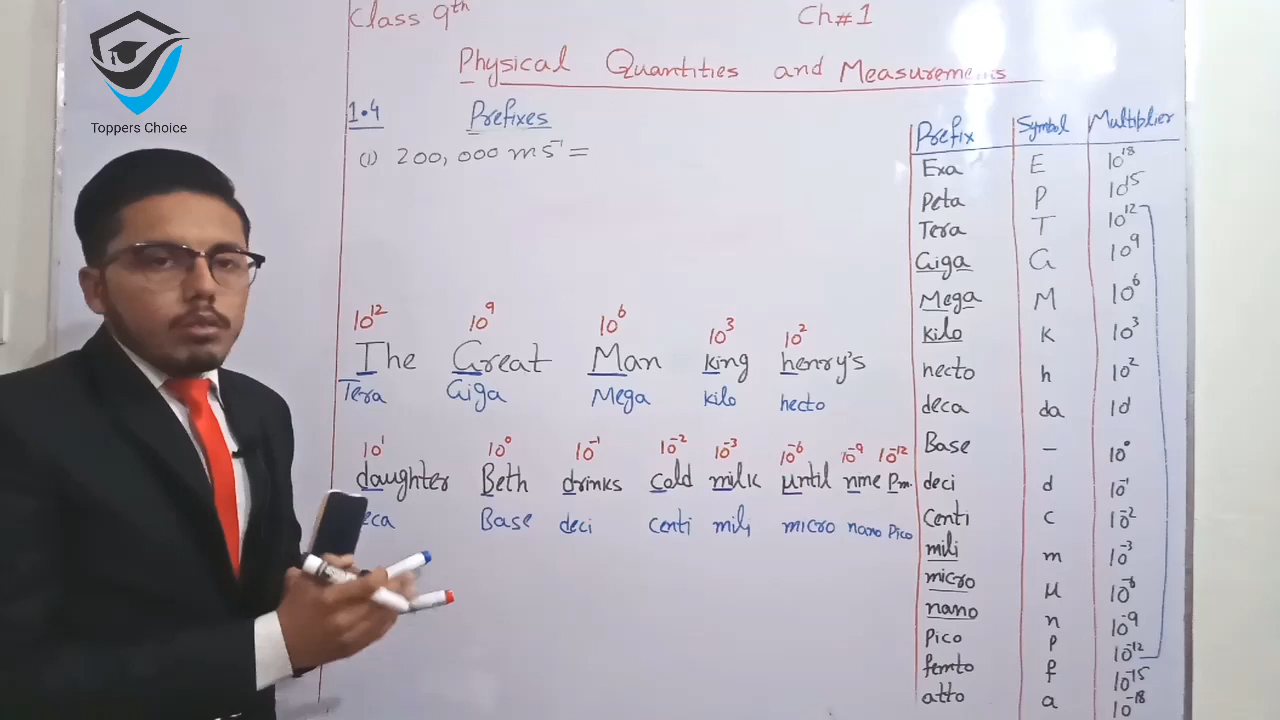 Class 9th Ch#1
Physical Quantities and Measurements
1.4 Prefixes
(i) 200,000 ms⁻¹ =
10¹² 10⁹ 10⁶ 10³ 10²
The Great Man king henry's
Tera Giga Mega kilo hecto
10¹ 10⁰ 10⁻¹ 10⁻² 10⁻³ 10⁻⁶ 10⁻⁹ 10⁻¹²
daughter Beth drinks Cold milk until nine Pm.
eca Base deci centi mili micro nano Pico
Prefix Symbol Multiplier
Exa E 10¹⁸
Peta P 10¹⁵
Tera T 10¹²
Giga G 10⁹
Mega M 10⁶
kilo k 10³
hecto h 10²
deca da 10¹
Base – 10⁰
deci d 10⁻¹
Centi c 10⁻²
mili m 10⁻³
micro μ 10⁻⁶
nano n 10⁻⁹
Pico p 10⁻¹²
femto f 10⁻¹⁵
atto a 10⁻¹⁸
Toppers Choice